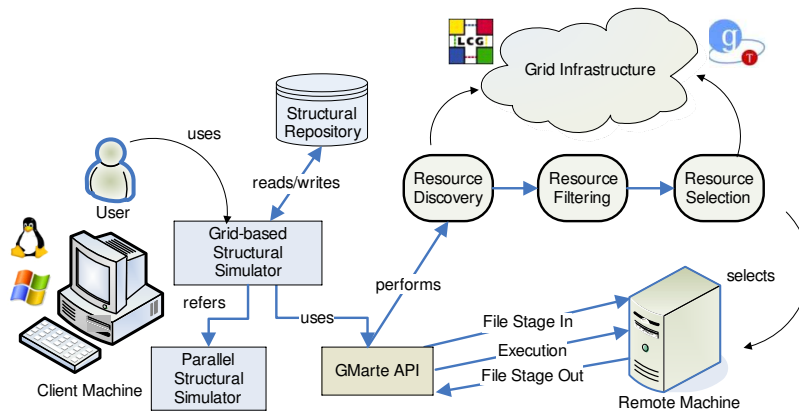 LCG
g
T
Grid Infrastructure
Structural
Repository
uses
reads/writes
User
Resource
Discovery
Resource
Filtering
Resource
Selection
Grid-based
Structural
Simulator
refers
uses
performs
selects
File Stage In
Execution
File Stage Out
Parallel
Structural
Simulator
GMarte API
Client Machine
Remote Machine